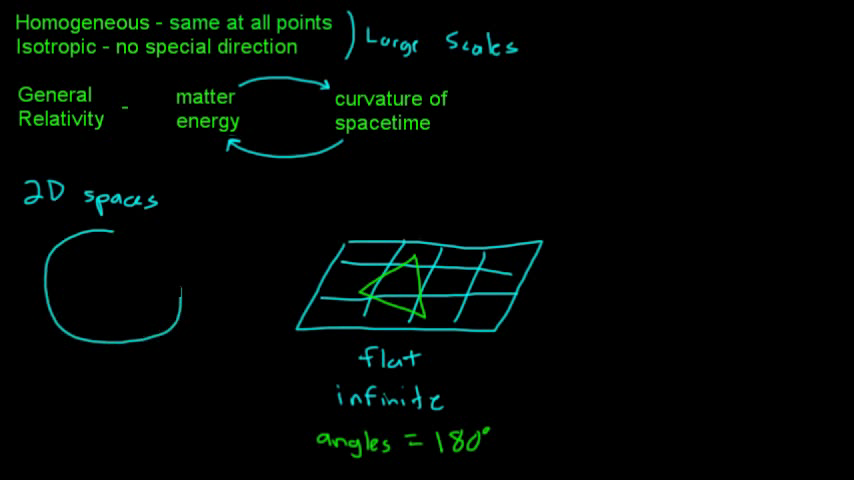 Homogeneous - same at all points
Isotropic - no special direction
Large Scales
General Relativity - matter energy
curvature of spacetime
2D spaces
flat
infinite
angles = 180°